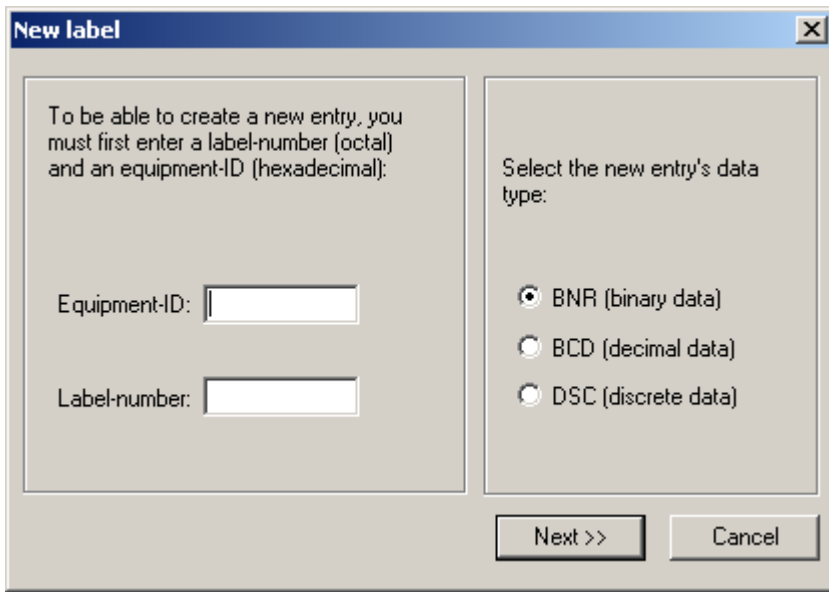 New label
To be able to create a new entry, you
must first enter a label-number (octal)
and an equipment-ID (hexadecimal):
Equipment-ID:
Label-number:
Select the new entry's data
type:
BNR (binary data)
BCD (decimal data)
DSC (discrete data)
Next >>
Cancel